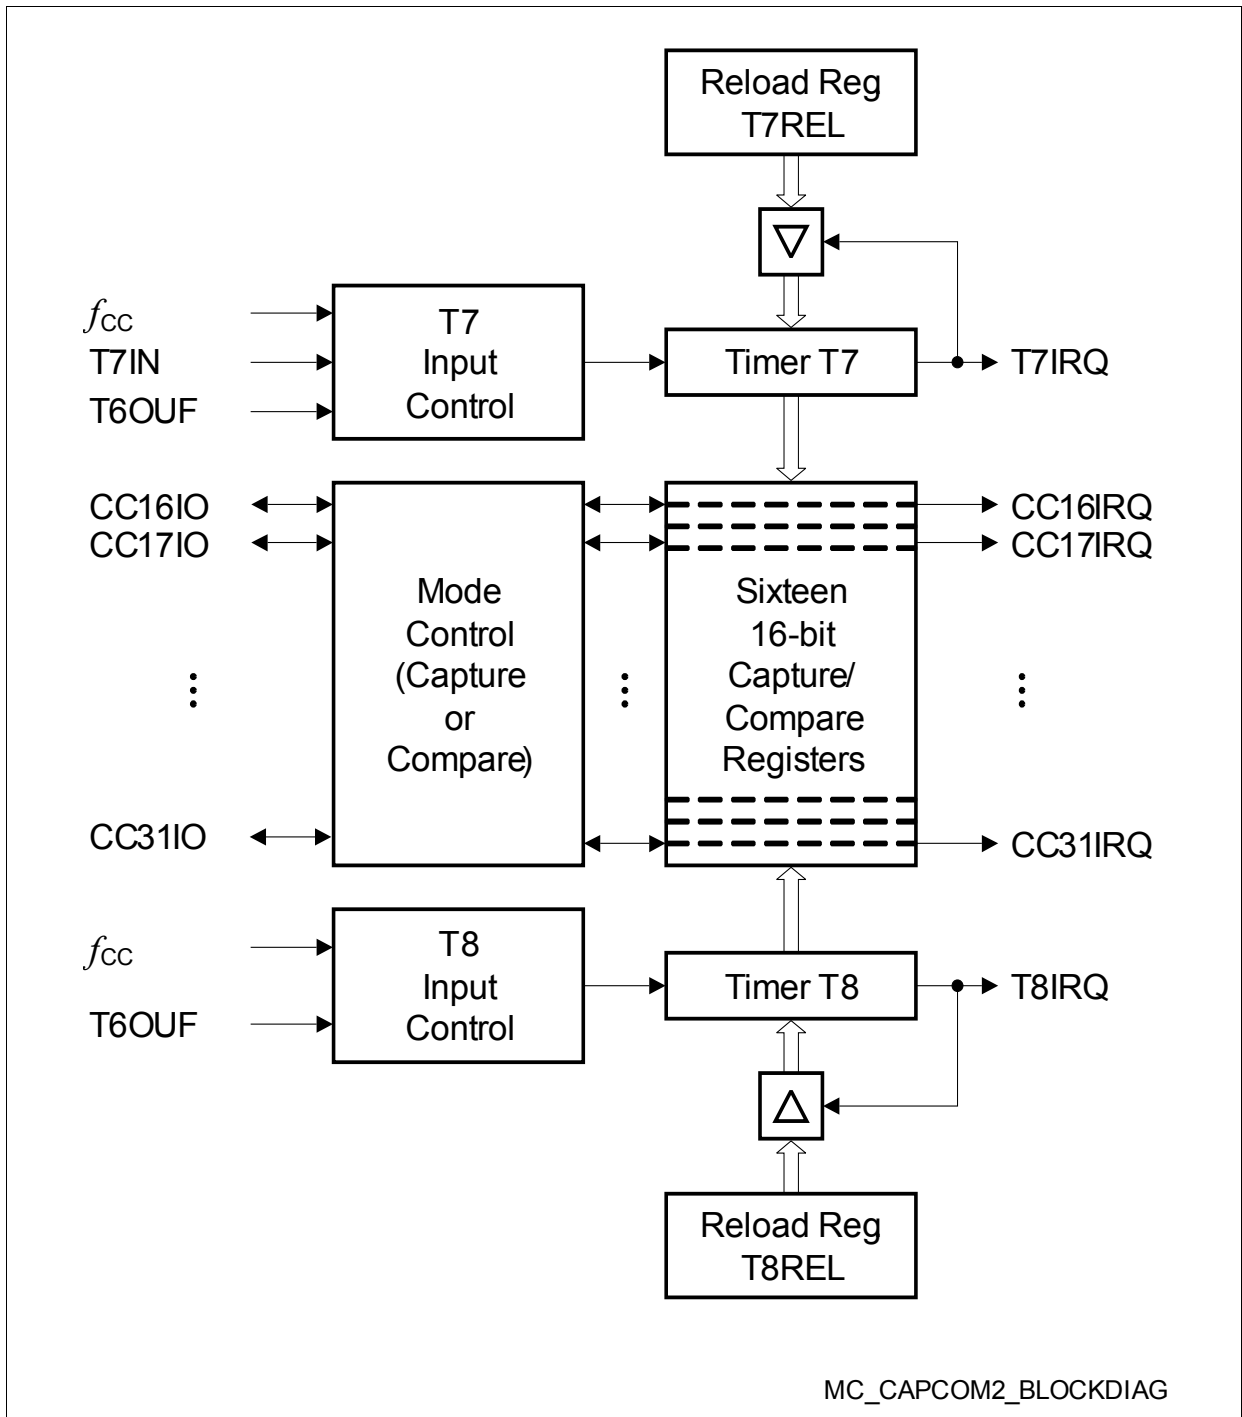 Reload Reg
T7REL
fCC
T7IN
T6OUF
T7
Input
Control
Timer T7
T7IRQ
CC16IO
CC17IO
CC31IO
Mode
Control
(Capture
or
Compare)
Sixteen
16-bit
Capture/
Compare
Registers
CC16IRQ
CC17IRQ
CC31IRQ
fCC
T6OUF
T8
Input
Control
Timer T8
T8IRQ
Reload Reg
T8REL
MC_CAPCOM2_BLOCKDIAG